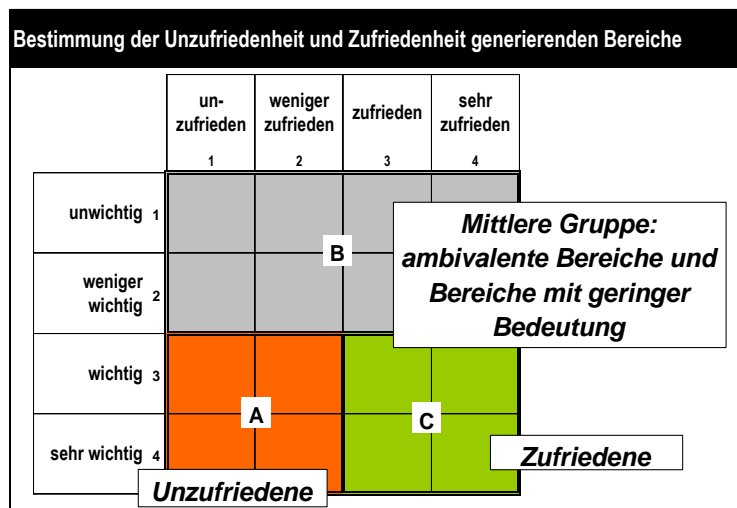 Bestimmung der Unzufriedenheit und Zufriedenheit generierenden Bereiche
un-
zufrieden
1
weniger
zufrieden
2
zufrieden
3
sehr
zufrieden
4
unwichtig 1
weniger
wichtig 2
wichtig 3
sehr wichtig 4
B
Mittlere Gruppe:
ambivalente Bereiche und
Bereiche mit geringer
Bedeutung
A
C
Zufriedene
Unzufriedene